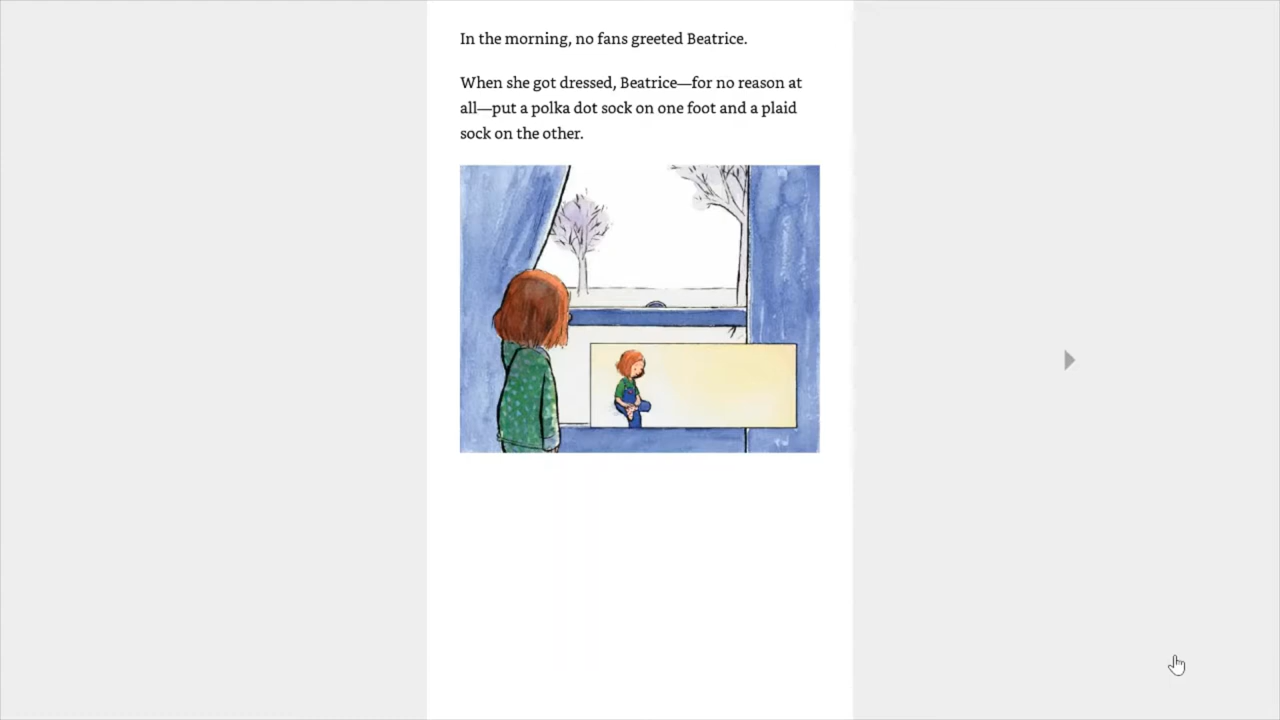 In the morning, no fans greeted Beatrice.
When she got dressed, Beatrice—for no reason at
all—put a polka dot sock on one foot and a plaid
sock on the other.